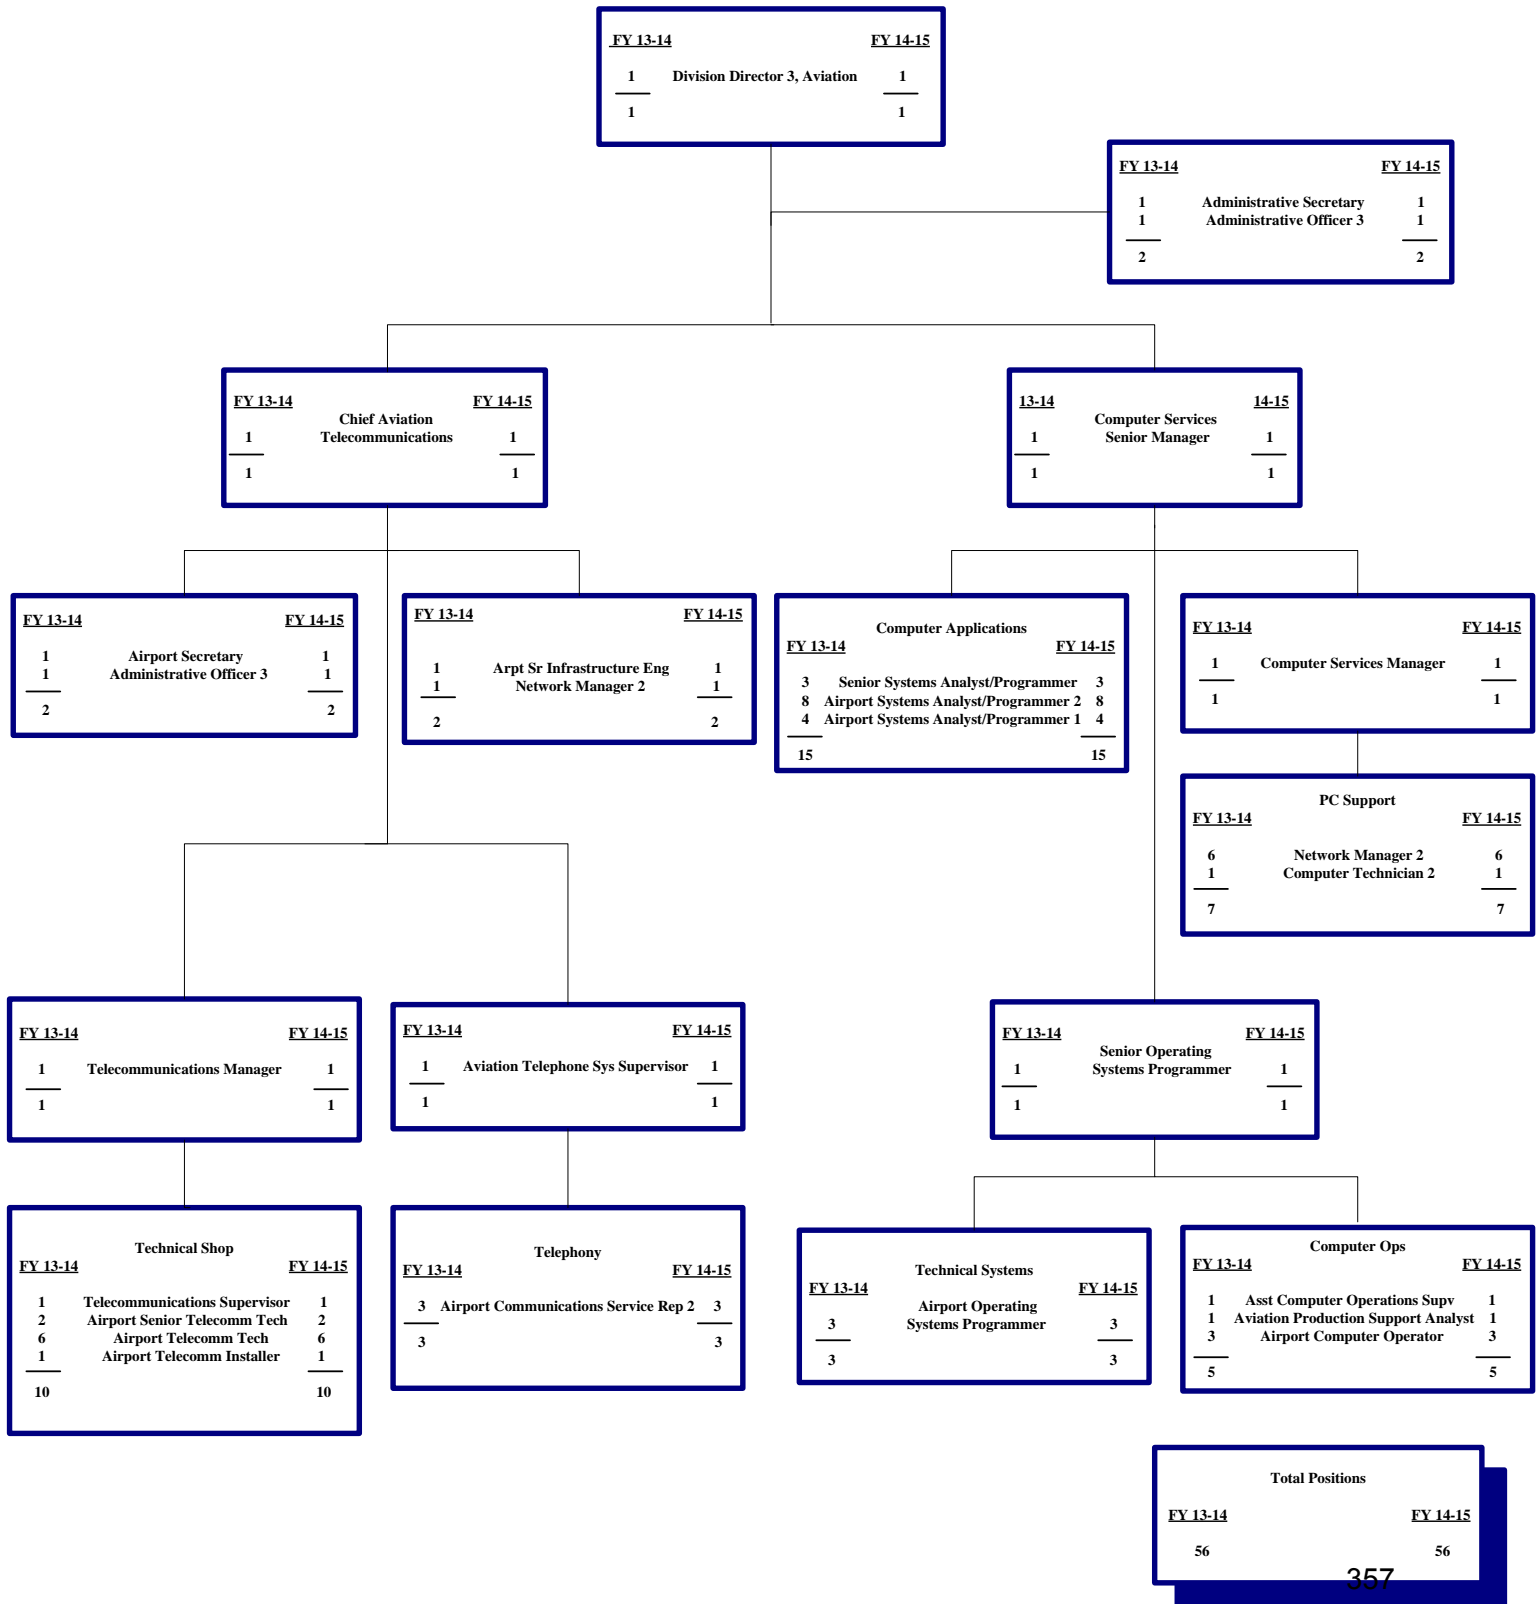 FY 13-14 FY 14-15
1 Division Director 3, Aviation 1
1 1
FY 13-14 FY 14-15
1 Administrative Secretary 1
1 Administrative Officer 3 1
2 2
FY 13-14 FY 14-15
Chief Aviation
1 Telecommunications 1
1 1
13-14 14-15
Computer Services
1 Senior Manager 1
1 1
FY 13-14 FY 14-15
1 Airport Secretary 1
1 Administrative Officer 3 1
2 2
FY 13-14 FY 14-15
1 Arpt Sr Infrastructure Eng 1
1 Network Manager 2 1
2 2
Computer Applications
FY 13-14 FY 14-15
3 Senior Systems Analyst/Programmer 3
8 Airport Systems Analyst/Programmer 2 8
4 Airport Systems Analyst/Programmer 1 4
15 15
FY 13-14 FY 14-15
1 Computer Services Manager 1
1 1
PC Support
FY 13-14 FY 14-15
6 Network Manager 2 6
1 Computer Technician 2 1
7 7
FY 13-14 FY 14-15
1 Telecommunications Manager 1
1 1
FY 13-14 FY 14-15
1 Aviation Telephone Sys Supervisor 1
1 1
FY 13-14 FY 14-15
Senior Operating
1 Systems Programmer 1
1 1
Technical Shop
FY 13-14 FY 14-15
1 Telecommunications Supervisor 1
2 Airport Senior Telecomm Tech 2
6 Airport Telecomm Tech 6
1 Airport Telecomm Installer 1
10 10
Telephony
FY 13-14 FY 14-15
3 Airport Communications Service Rep 2 3
3 3
Technical Systems
FY 13-14 FY 14-15
Airport Operating
3 Systems Programmer 3
3 3
Computer Ops
FY 13-14 FY 14-15
1 Asst Computer Operations Supv 1
1 Aviation Production Support Analyst 1
3 Airport Computer Operator 3
5 5
Total Positions
FY 13-14 FY 14-15
56 56
357